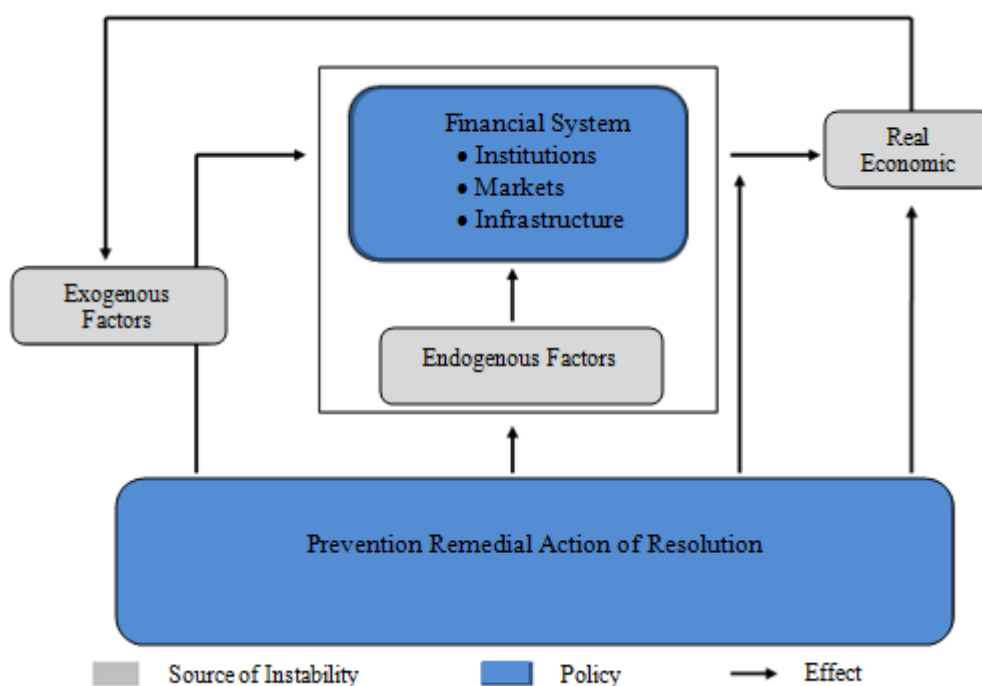 Financial System
• Institutions
• Markets
• Infrastructure
Real
Economic
Exogenous
Factors
Endogenous Factors
Prevention Remedial Action of Resolution
Source of Instability
Policy
Effect